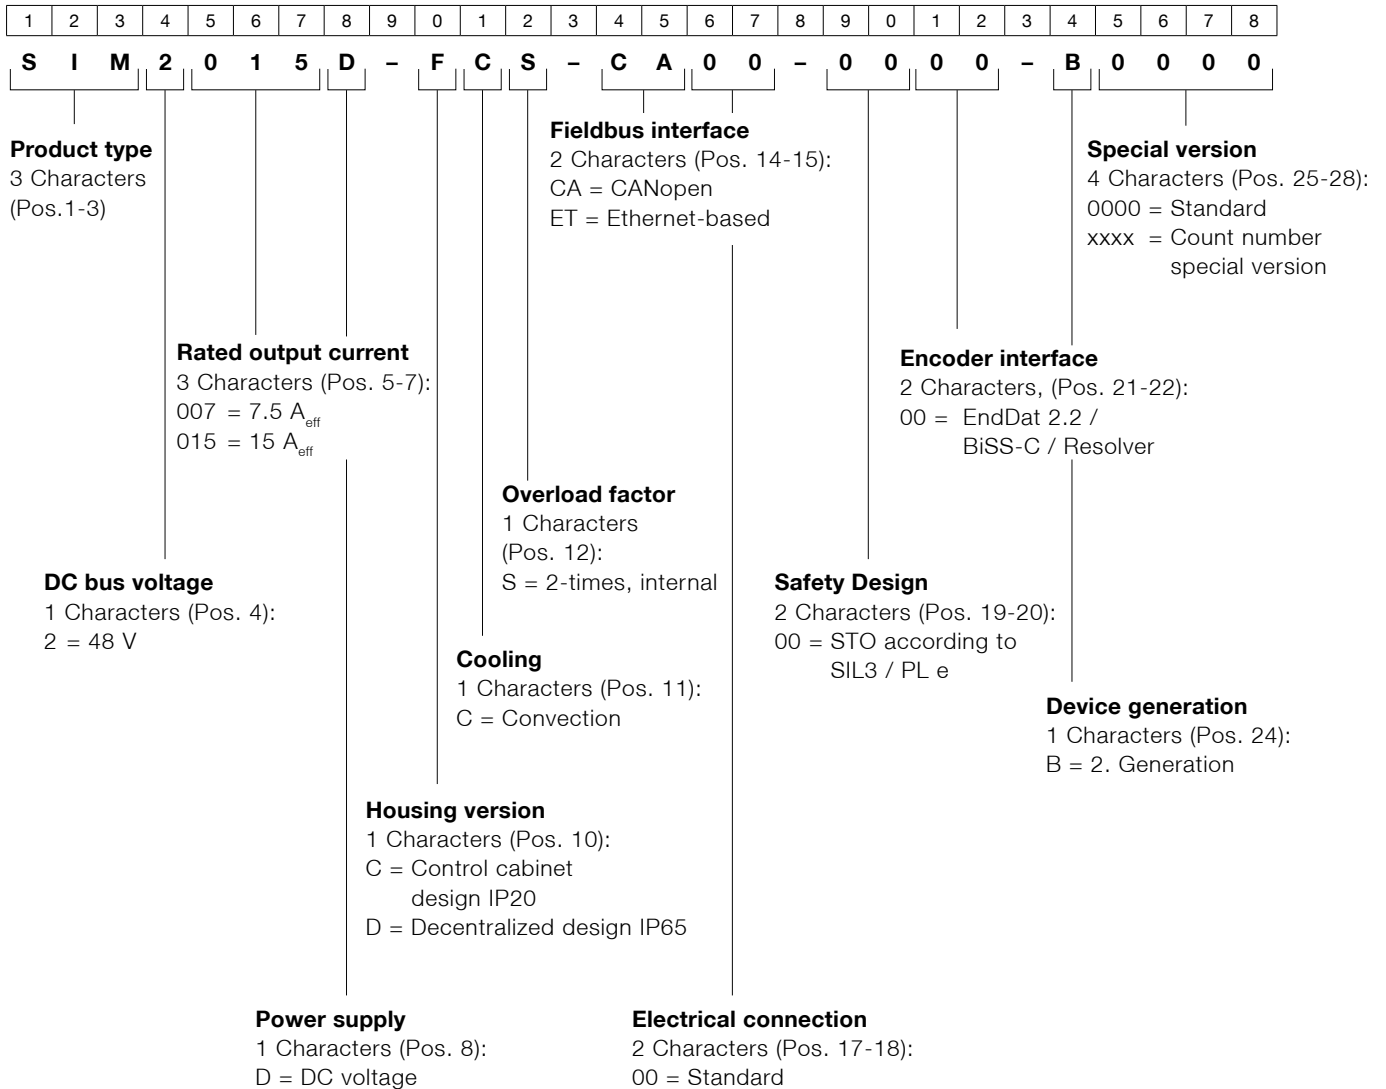 1 2 3 4 5 6 7 8 9 0 1 2 3 4 5 6 7 8 9 0 1 2 3 4 5 6 7 8
S I M 2 0 1 5 D – F C S – C A 0 0 – 0 0 0 0 – B 0 0 0 0
Product type
3 Characters
(Pos.1-3)
Fieldbus interface
2 Characters (Pos. 14-15):
CA = CANopen
ET = Ethernet-based
Special version
4 Characters (Pos. 25-28):
0000 = Standard
xxxx = Count number
special version
Rated output current
3 Characters (Pos. 5-7):
007 = 7.5 Aeff
015 = 15 Aeff
Encoder interface
2 Characters, (Pos. 21-22):
00 = EndDat 2.2 /
BiSS-C / Resolver
Overload factor
1 Characters
(Pos. 12):
S = 2-times, internal
DC bus voltage
1 Characters (Pos. 4):
2 = 48 V
Safety Design
2 Characters (Pos. 19-20):
00 = STO according to
SIL3 / PL e
Cooling
1 Characters (Pos. 11):
C = Convection
Device generation
1 Characters (Pos. 24):
B = 2. Generation
Housing version
1 Characters (Pos. 10):
C = Control cabinet
design IP20
D = Decentralized design IP65
Power supply
1 Characters (Pos. 8):
D = DC voltage
Electrical connection
2 Characters (Pos. 17-18):
00 = Standard